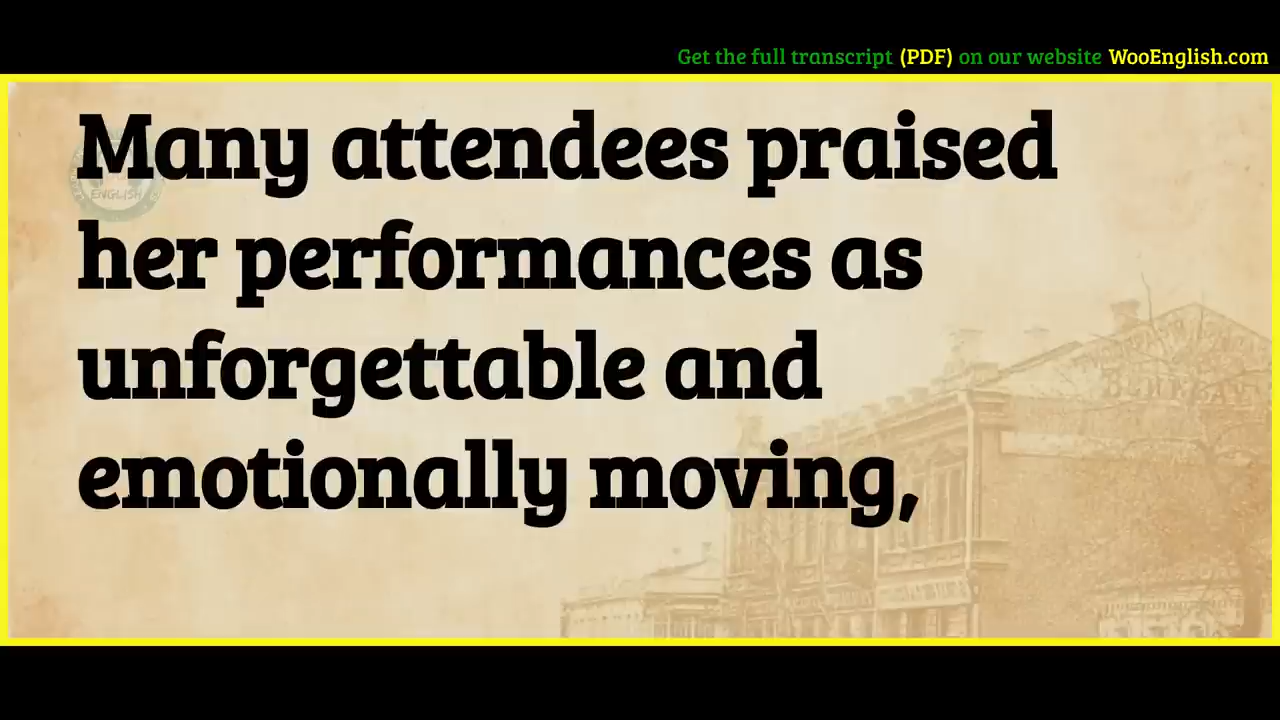 Get the full transcript (PDF) on our website WooEnglish.com
Many attendees praised
her performances as
unforgettable and
emotionally moving,
ENGLISH